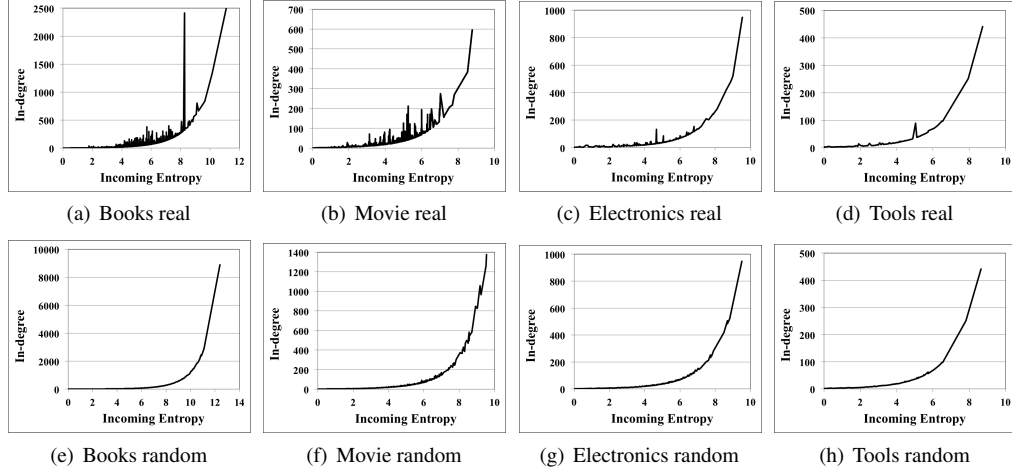 2500
2000
1500
1000
500
0
In-degree
0 2 4 6 8 10 12
Incoming Entropy
(a) Books real
700
600
500
400
300
200
100
0
In-degree
0 2 4 6 8 10
Incoming Entropy
(b) Movie real
1000
800
600
400
200
0
In-degree
0 2 4 6 8 10
Incoming Entropy
(c) Electronics real
500
400
300
200
100
0
In-degree
0 2 4 6 8 10
Incoming Entropy
(d) Tools real
10000
8000
6000
4000
2000
0
In-degree
0 2 4 6 8 10 12 14
Incoming Entropy
(e) Books random
1400
1200
1000
800
600
400
200
0
In-degree
0 2 4 6 8 10
Incoming Entropy
(f) Movie random
1000
800
600
400
200
0
In-degree
0 2 4 6 8 10
Incoming Entropy
(g) Electronics random
500
400
300
200
100
0
In-degree
0 2 4 6 8 10
Incoming Entropy
(h) Tools random